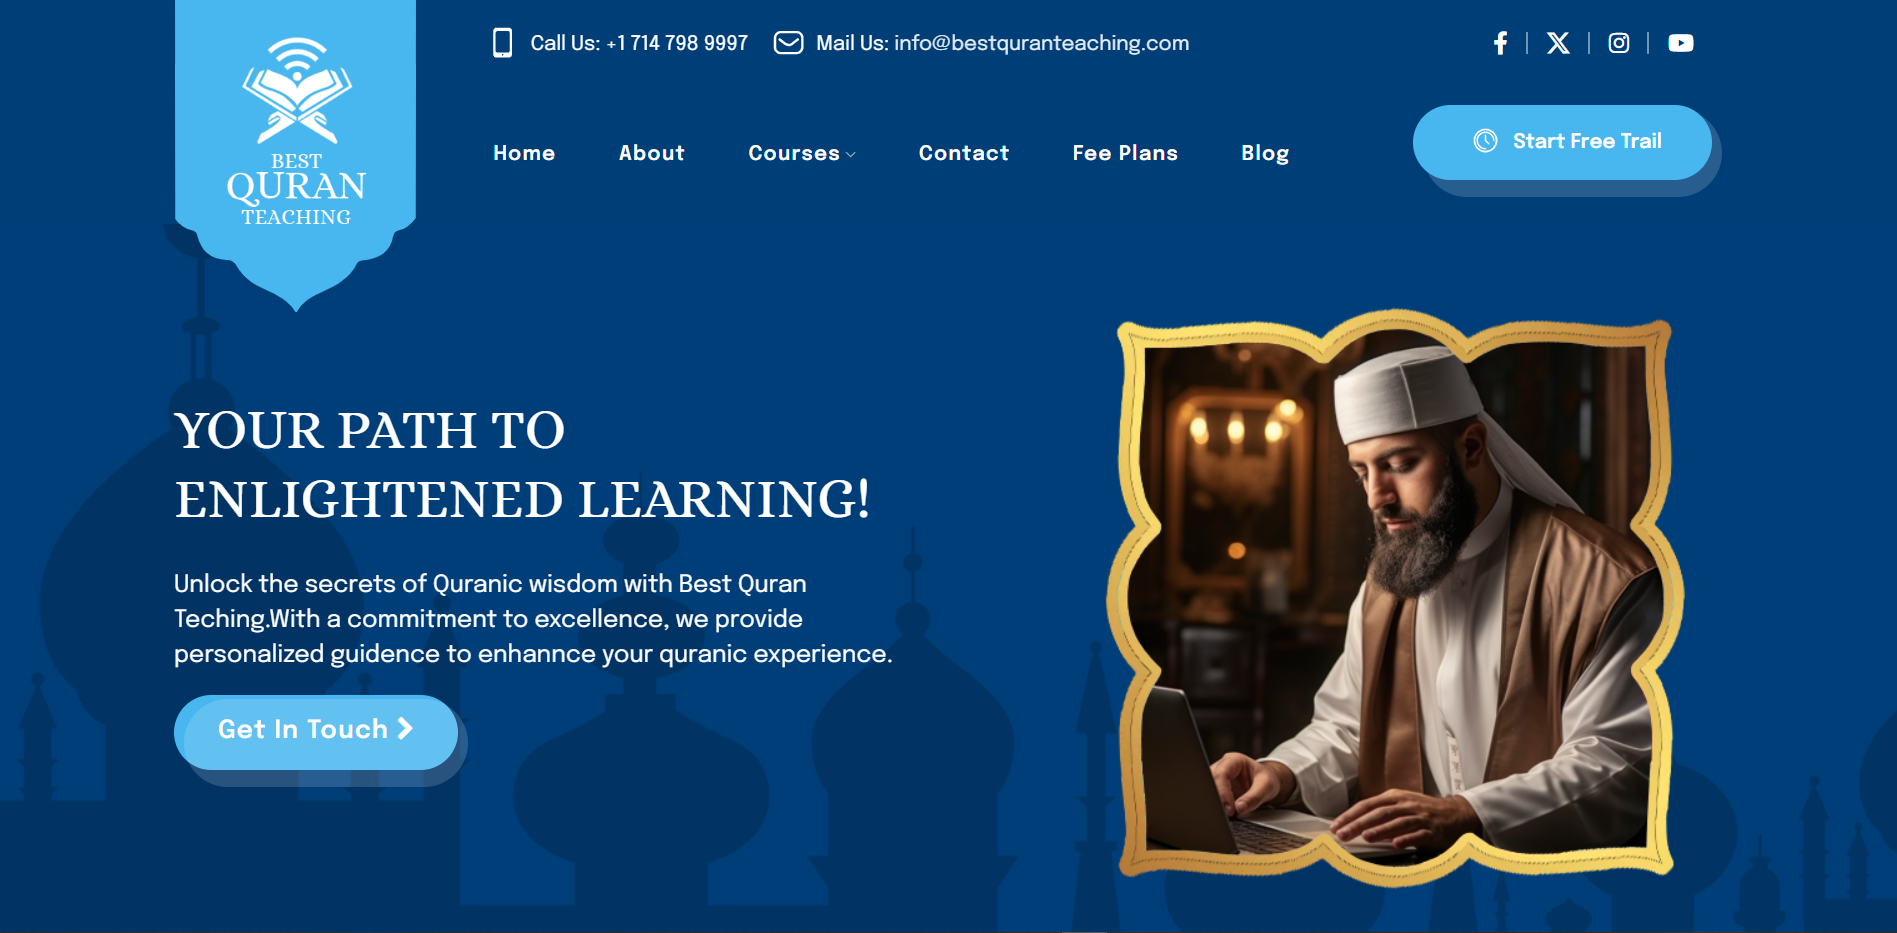 Call Us: +1 714 798 9997
Mail Us: info@bestquranteaching.com
BEST
QURAN
TEACHING
Home
About
Courses
Contact
Fee Plans
Blog
Start Free Trail
YOUR PATH TO
ENLIGHTENED LEARNING!
Unlock the secrets of Quranic wisdom with Best Quran
Teching.With a commitment to excellence, we provide
personalized guidence to enhannce your quranic experience.
Get In Touch